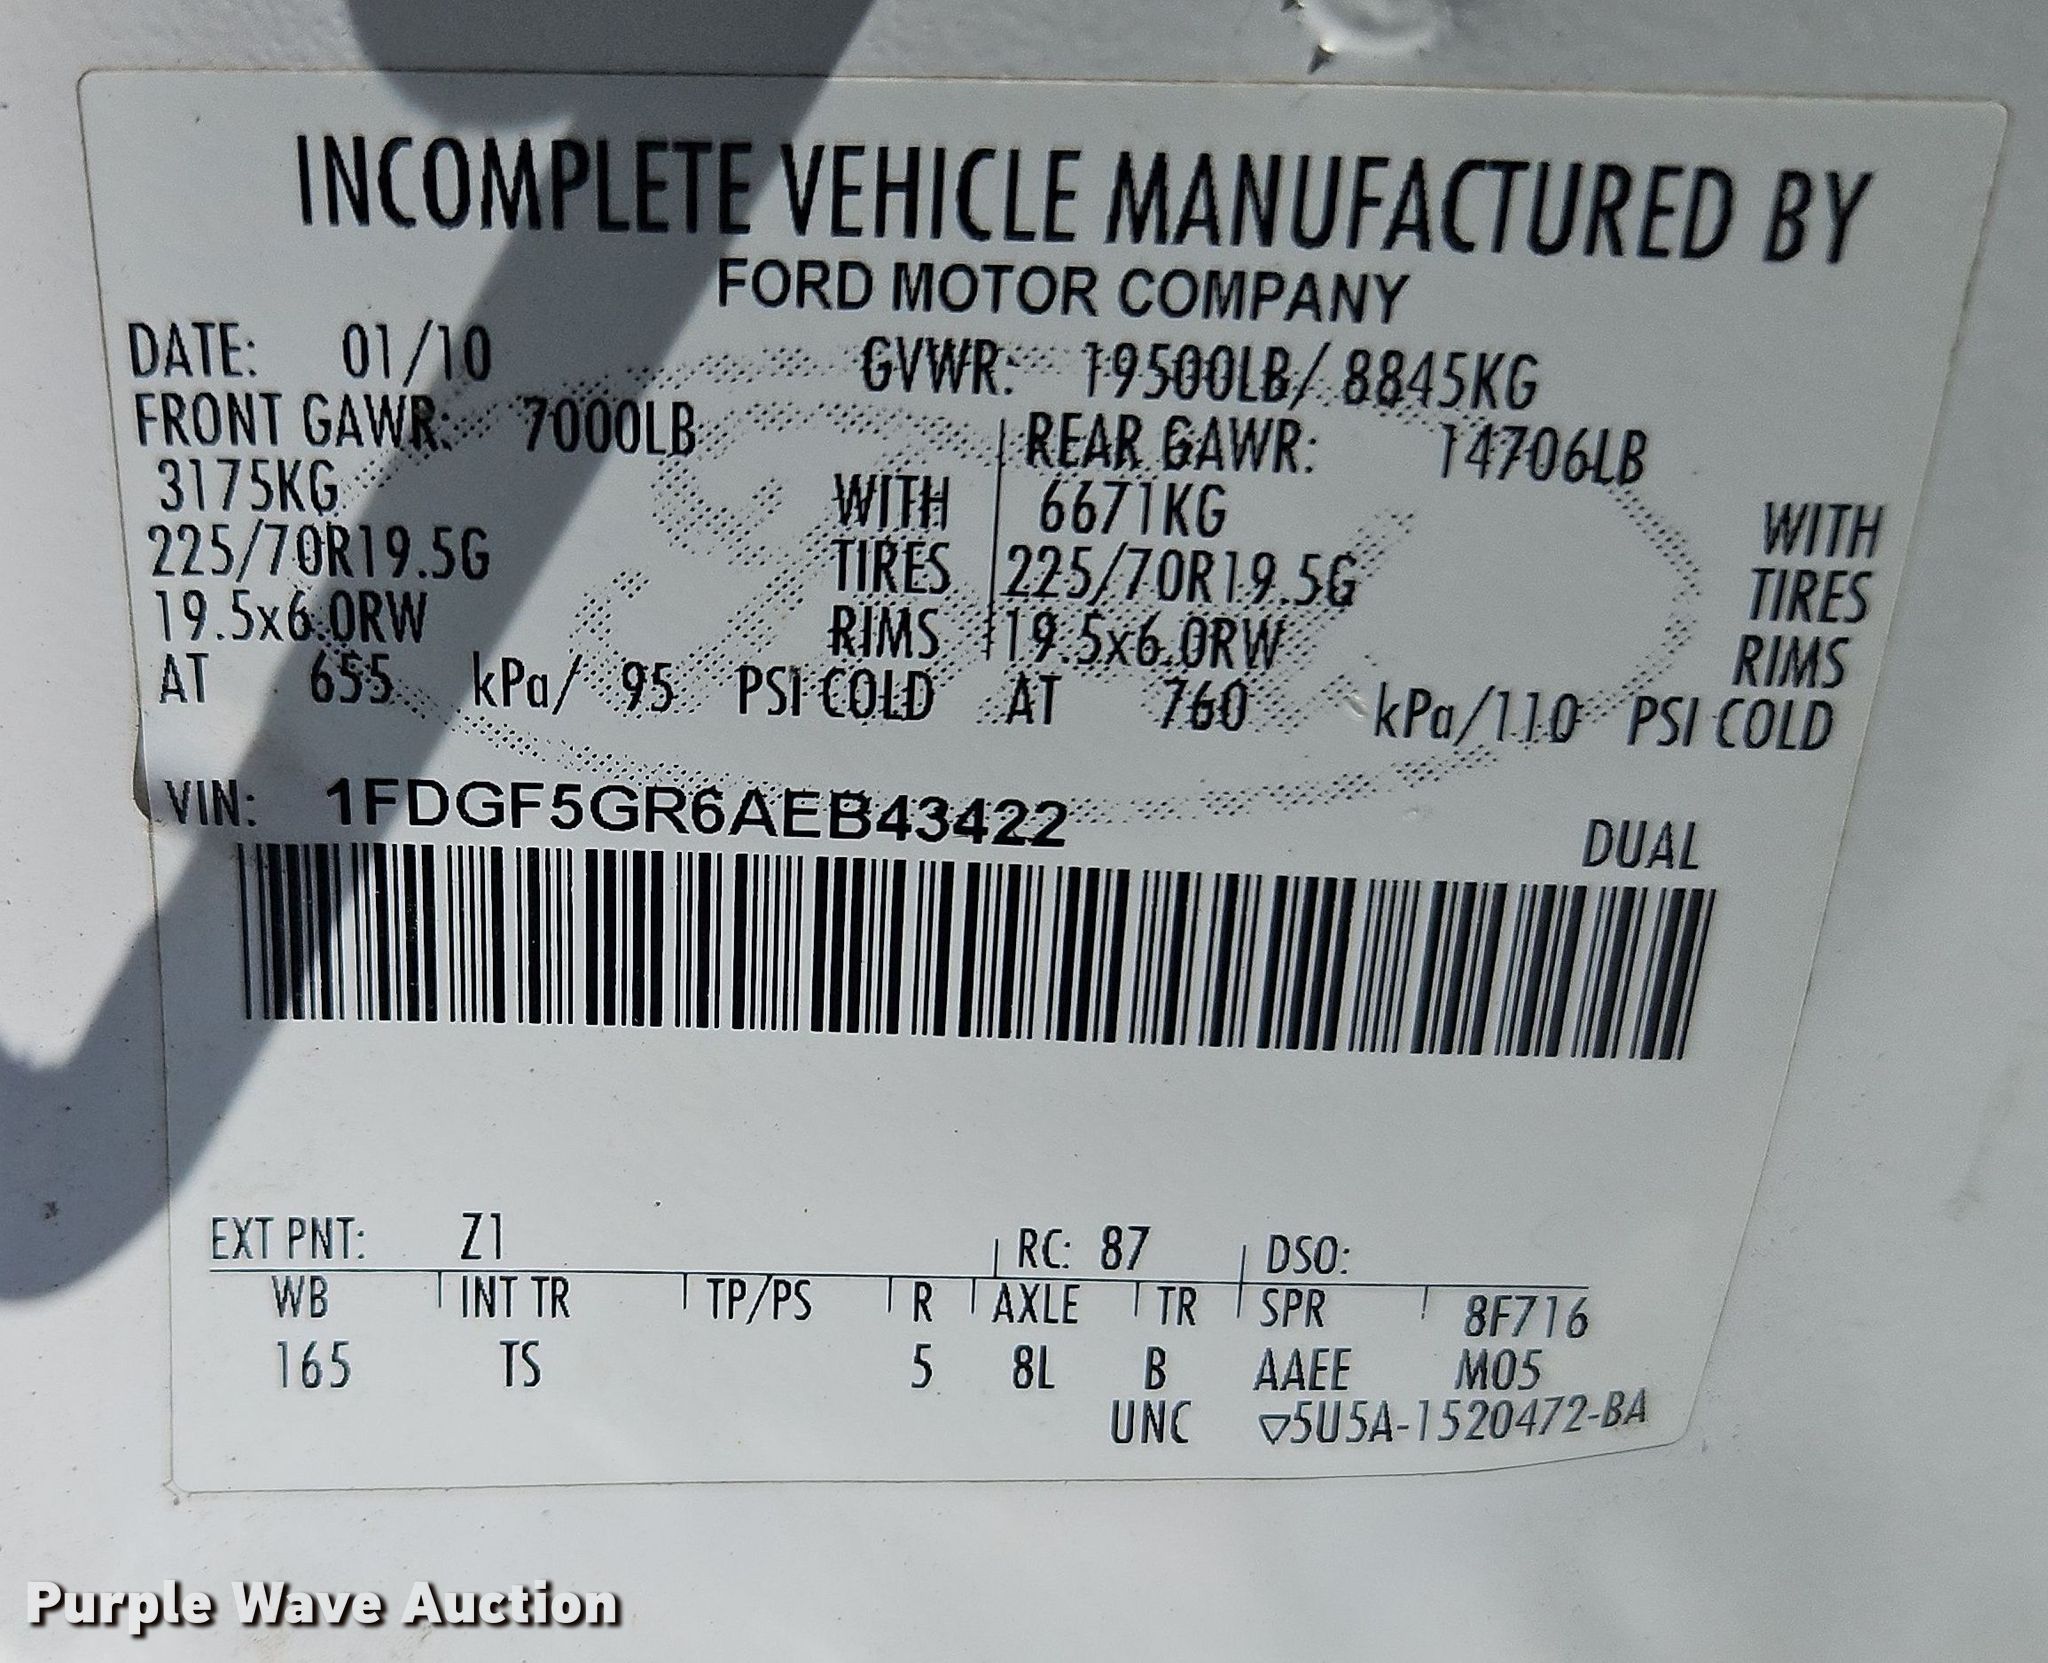 INCOMPLETE VEHICLE MANUFACTURED BY
FORD MOTOR COMPANY
DATE: 01/10 GVWR: 19500LB/ 8845KG
FRONT GAWR: 7000LB REAR GAWR: 14706LB
3175KG WITH 6671KG WITH
225/70R19.5G TIRES 225/70R19.5G TIRES
19.5x6.0RW RIMS 19.5x6.0RW RIMS
AT 655 kPa/ 95 PSI COLD AT 760 kPa/110 PSI COLD
VIN: 1FDGF5GR6AEB43422
DUAL
EXT PNT: Z1 RC: 87 DSO:
WB INT TR TP/PS R AXLE TR SPR 8F716
165 TS 5 8L B AAEE M05
UNC ▽5U5A-1520472-BA
Purple Wave Auction